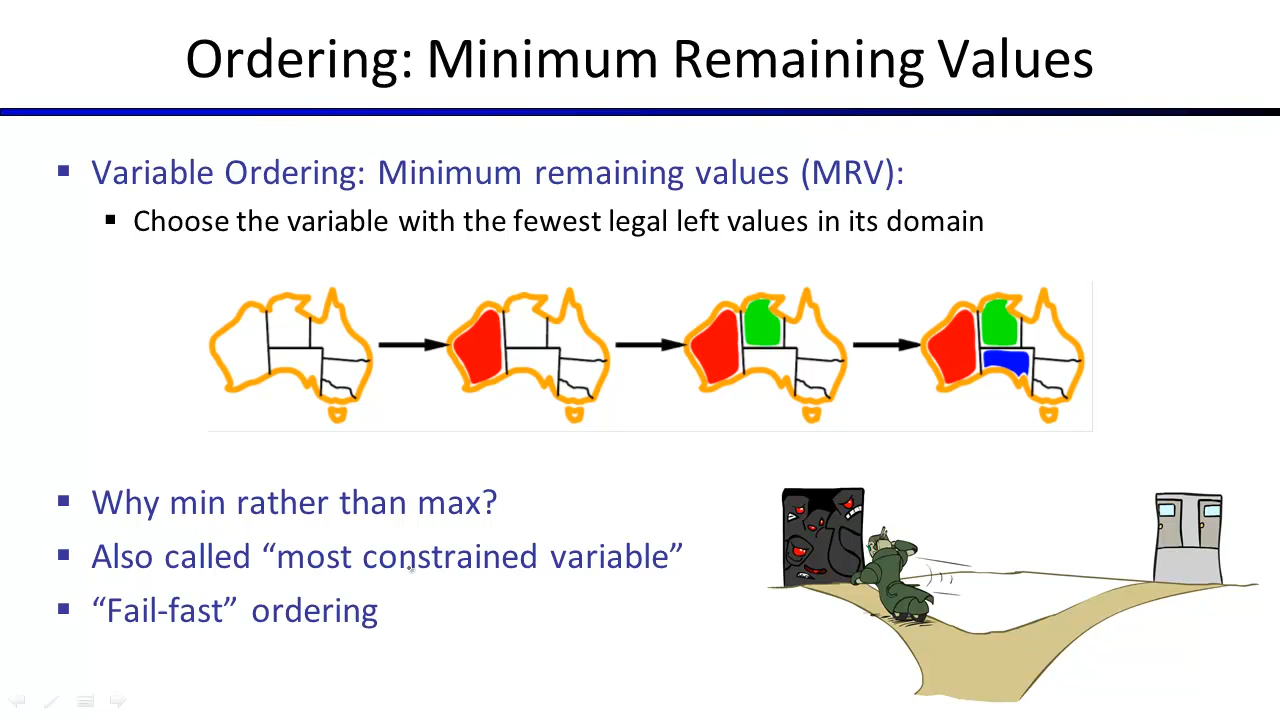 Ordering: Minimum Remaining Values
Variable Ordering: Minimum remaining values (MRV):
Choose the variable with the fewest legal left values in its domain
Why min rather than max?
Also called “most constrained variable”
“Fail-fast” ordering